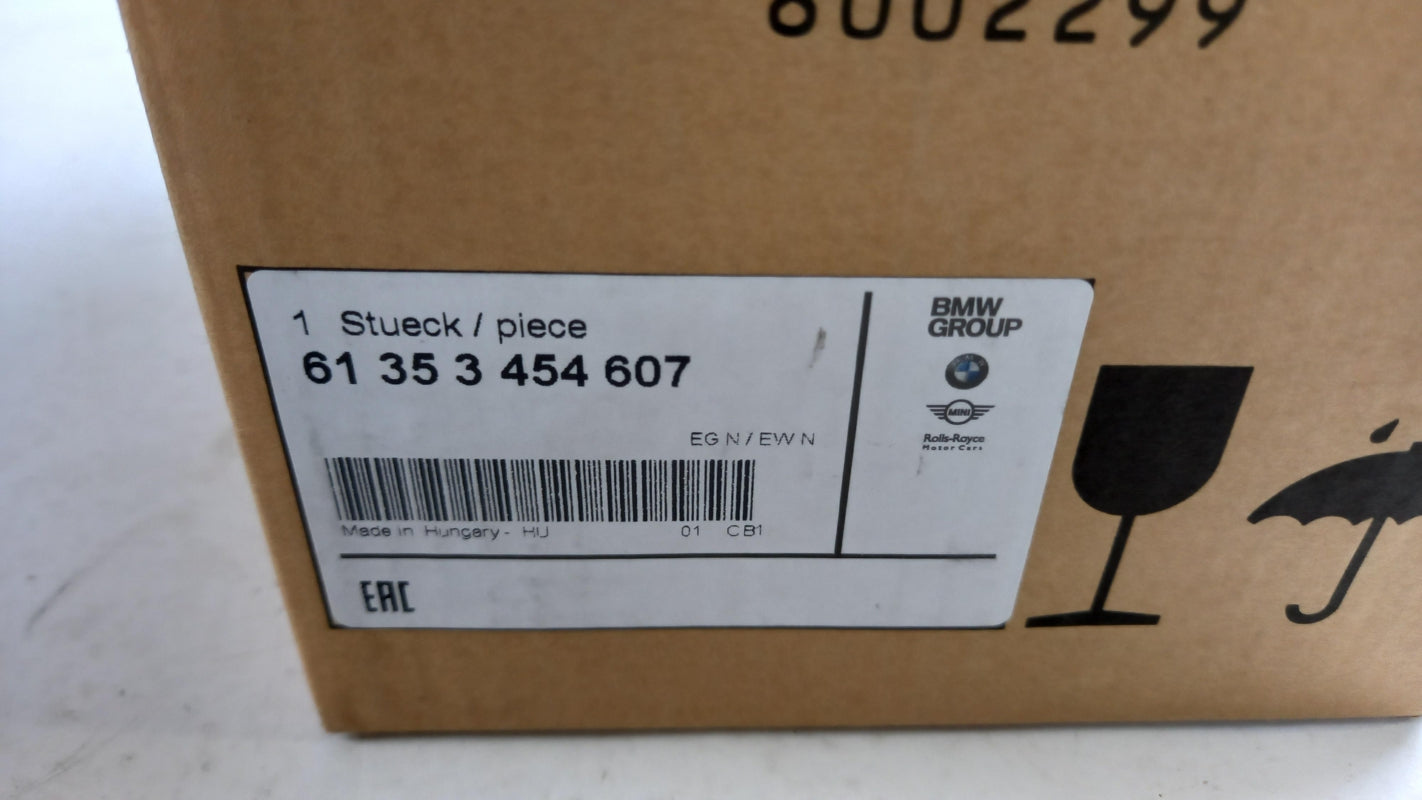 6002299
1 Stueck / piece
61 35 3 454 607
EG N / EW N
Made in Hungary - HU 01 CB1
EAC
BMW
GROUP
MINI
Rolls-Royce
Motor Cars